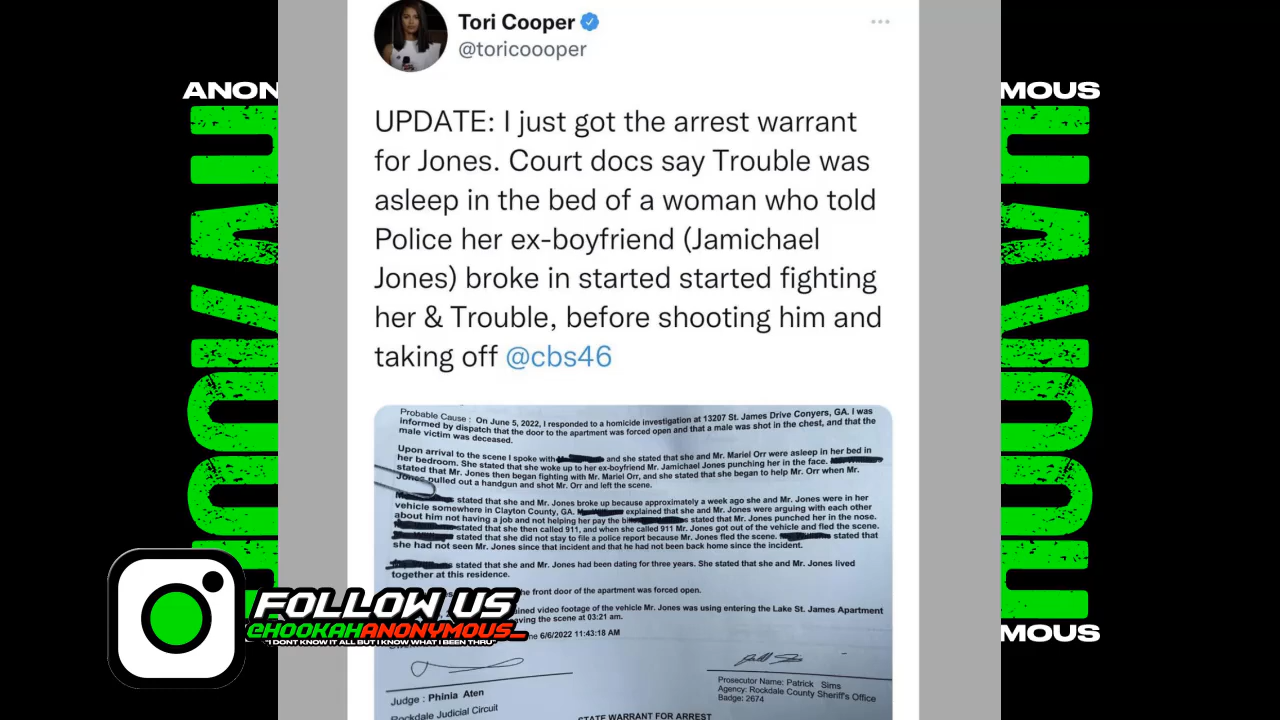 Tori Cooper
@toricoooper
UPDATE: I just got the arrest warrant
for Jones. Court docs say Trouble was
asleep in the bed of a woman who told
Police her ex-boyfriend (Jamichael
Jones) broke in started started fighting
her & Trouble, before shooting him and
taking off @cbs46
Probable Cause : On June 5, 2022, I responded to a homicide investigation at 13207 St. James Drive Conyers, GA. I was
informed by dispatch that the door to the apartment was forced open and that a male was shot in the chest, and that the
male victim was deceased.
Upon arrival to the scene I spoke with and she stated that she and Mr. Mariel Orr were asleep in her bed in
her bedroom. She stated that she woke up to her ex-boyfriend Mr. Jamichael Jones punching her in the face.
stated that Mr. Jones then began fighting with Mr. Mariel Orr, and she stated that she began to help Mr. Orr when Mr.
Jones pulled out a handgun and shot Mr. Orr and left the scene.
stated that she and Mr. Jones broke up because approximately a week ago she and Mr. Jones were in her
vehicle somewhere in Clayton County, GA. explained that she and Mr. Jones were arguing with each other
about him not having a job and not helping her pay the stated that Mr. Jones punched her in the nose.
stated that she then called 911, and when she called 911 Mr. Jones got out of the vehicle and fled the scene.
stated that she did not stay to file a police report because Mr. Jones fled the scene. stated that
she had not seen Mr. Jones since that incident and that he had not been back home since the incident.
stated that she and Mr. Jones had been dating for three years. She stated that she and Mr. Jones lived
together at this residence.
the front door of the apartment was forced open.
ained video footage of the vehicle Mr. Jones was using entering the Lake St. James Apartment
aving the scene at 03:21 am.
6/6/2022 11:43:18 AM
Judge : Phinia Aten
Rockdale Judicial Circuit
Prosecutor Name: Patrick Sims
Agency: Rockdale County Sheriff's Office
Badge: 2674
STATE WARRANT FOR ARREST
ANON
MOUS
MOUS
FOLLOW US
@HOOKAHANONYMOUS_
"I DONT KNOW IT ALL BUT I KNOW WHAT I BEEN THRU"